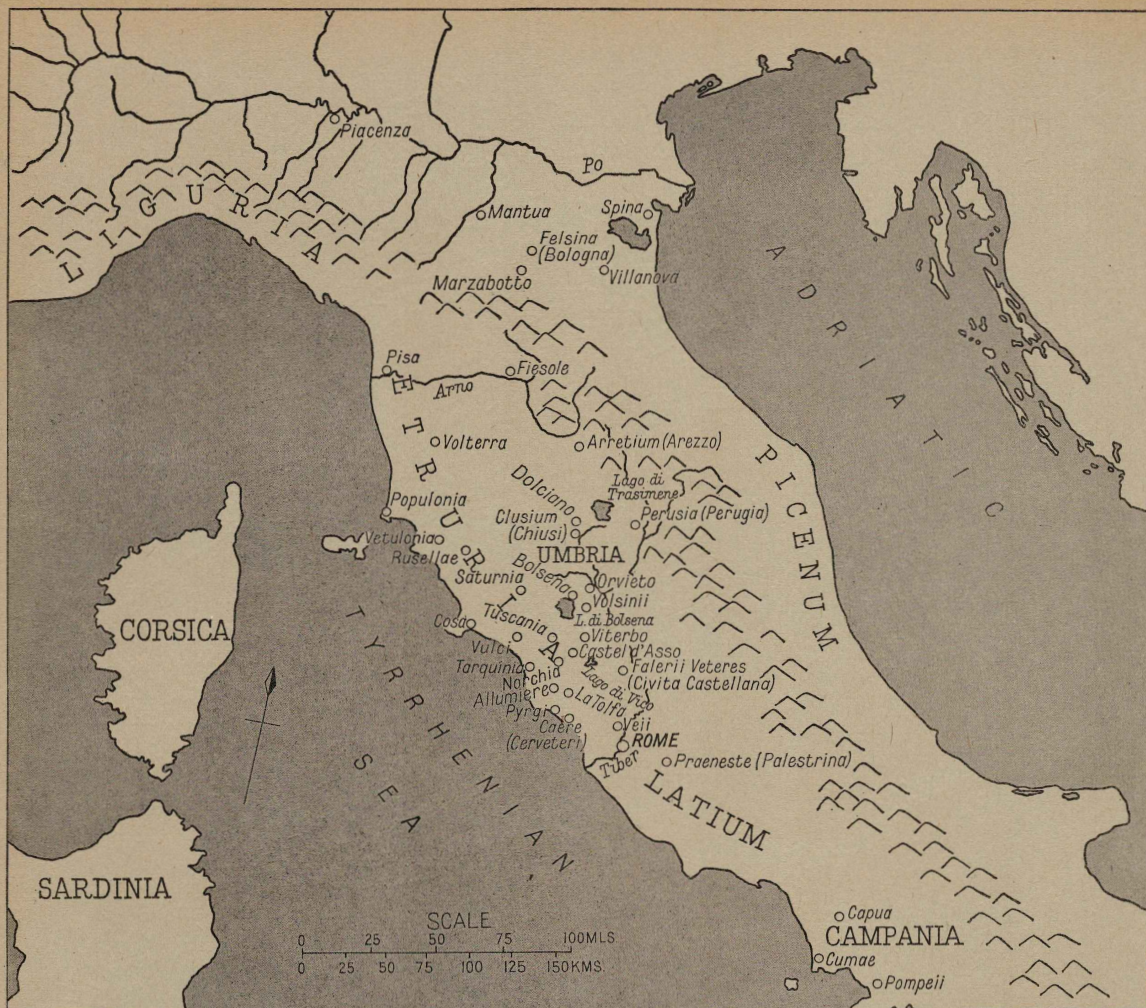 Piacenza
Po
LIGURIA
Mantua
Spina
Felsina
(Bologna)
Villanova
Marzabotto
ADRIATIC
Pisa
Fiesole
Arno
ETRURIA
Volterra
Arretium (Arezzo)
PICENUM
Lago di
Trasimene
Dolciano
Populonia
Clusium
(Chiusi)
Perusia (Perugia)
Vetulonia
Rusellae
UMBRIA
Bolsena
Orvieto
Saturnia
Volsinii
L. di Bolsena
Cosa
Tuscania
Viterbo
Vulci
Castel d'Asso
Tarquinia
Norchia
Lago di Vico
Falerii Veteres
(Civita Castellana)
Allumiere
La Tolfa
Pyrgi
Caere
(Cerveteri)
Veii
ROME
Tiber
Praeneste (Palestrina)
LATIUM
CORSICA
TYRRHENIAN
SEA
SARDINIA
SCALE
0 25 50 75 100 MLS.
0 25 50 75 100 125 150 KMS.
Capua
CAMPANIA
Cumae
Pompeii